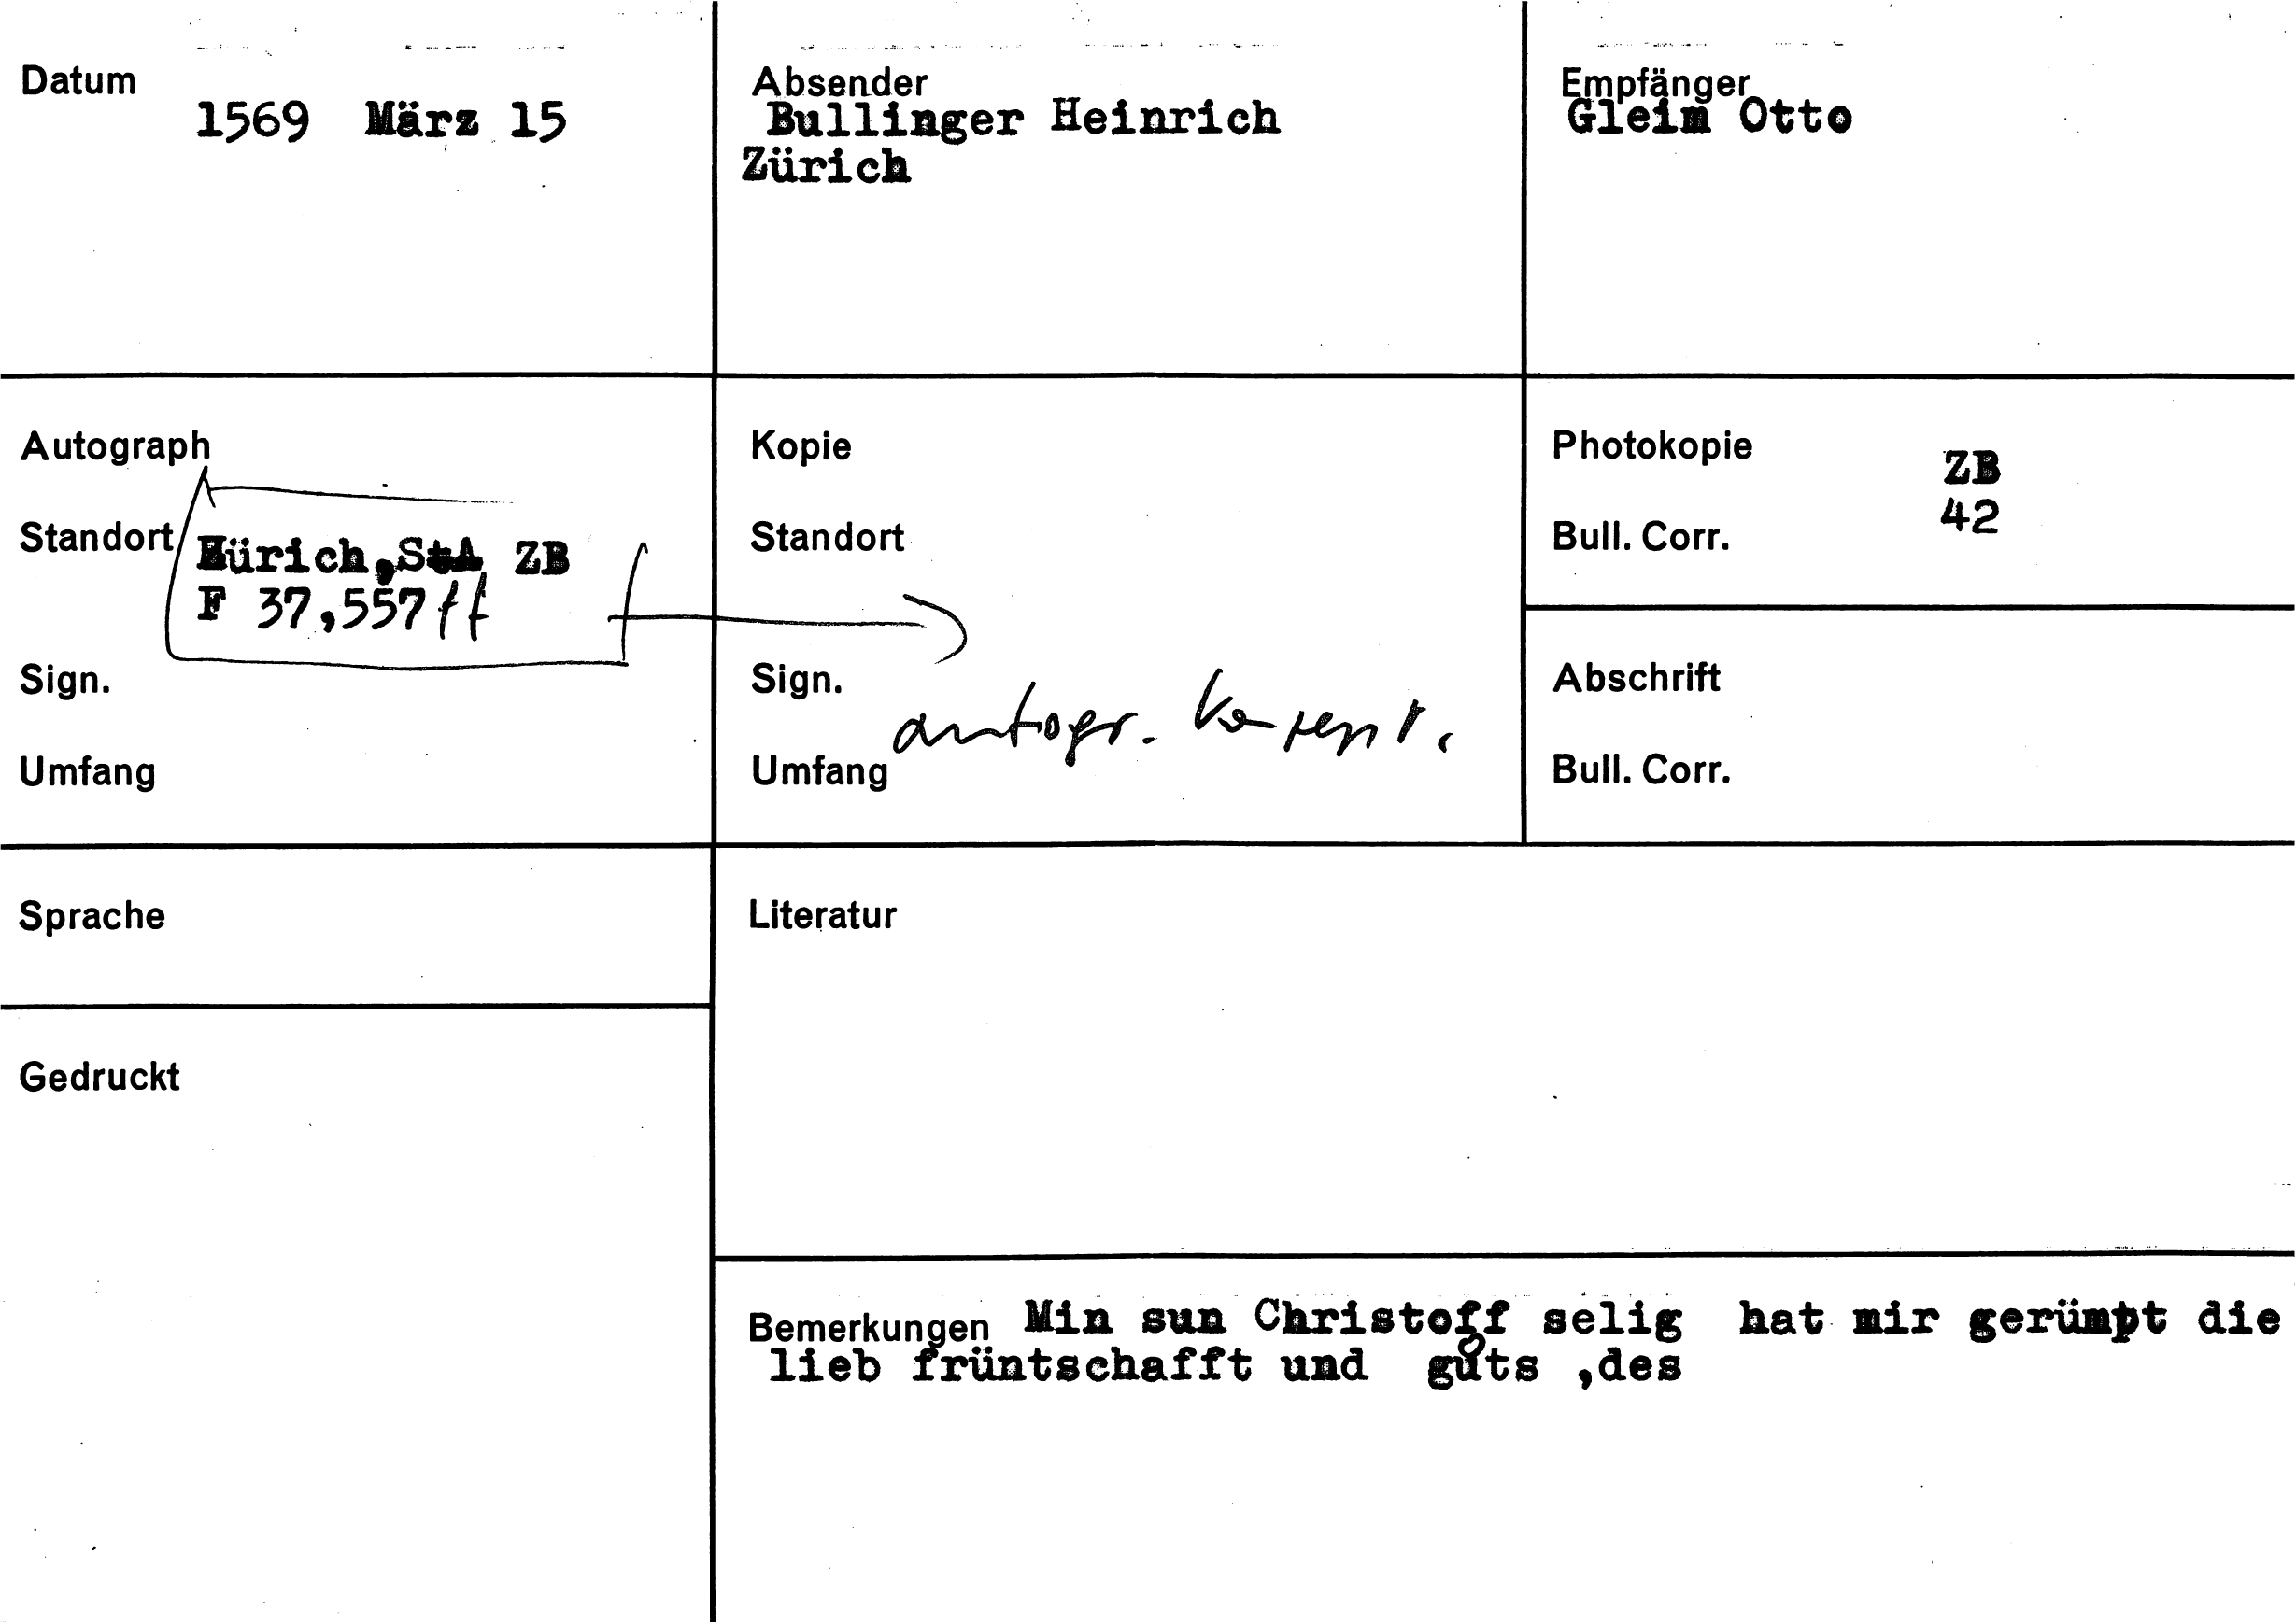 Datum
1569 März 15
Absender
Bullinger Heinrich
Zürich
Empfänger
Gleim Otto
Autograph
Standort
Zürich, StA ZB
F 37,557ff
Sign.
Umfang
Kopie
Standort
Sign.
autogr. Konzept.
Umfang
Photokopie
ZB
Bull. Corr.
42
Abschrift
Bull. Corr.
Sprache
Literatur
Gedruckt
Bemerkungen Min sun Christoff selig hat mir gerümpt die
lieb früntschafft und gůts ,des